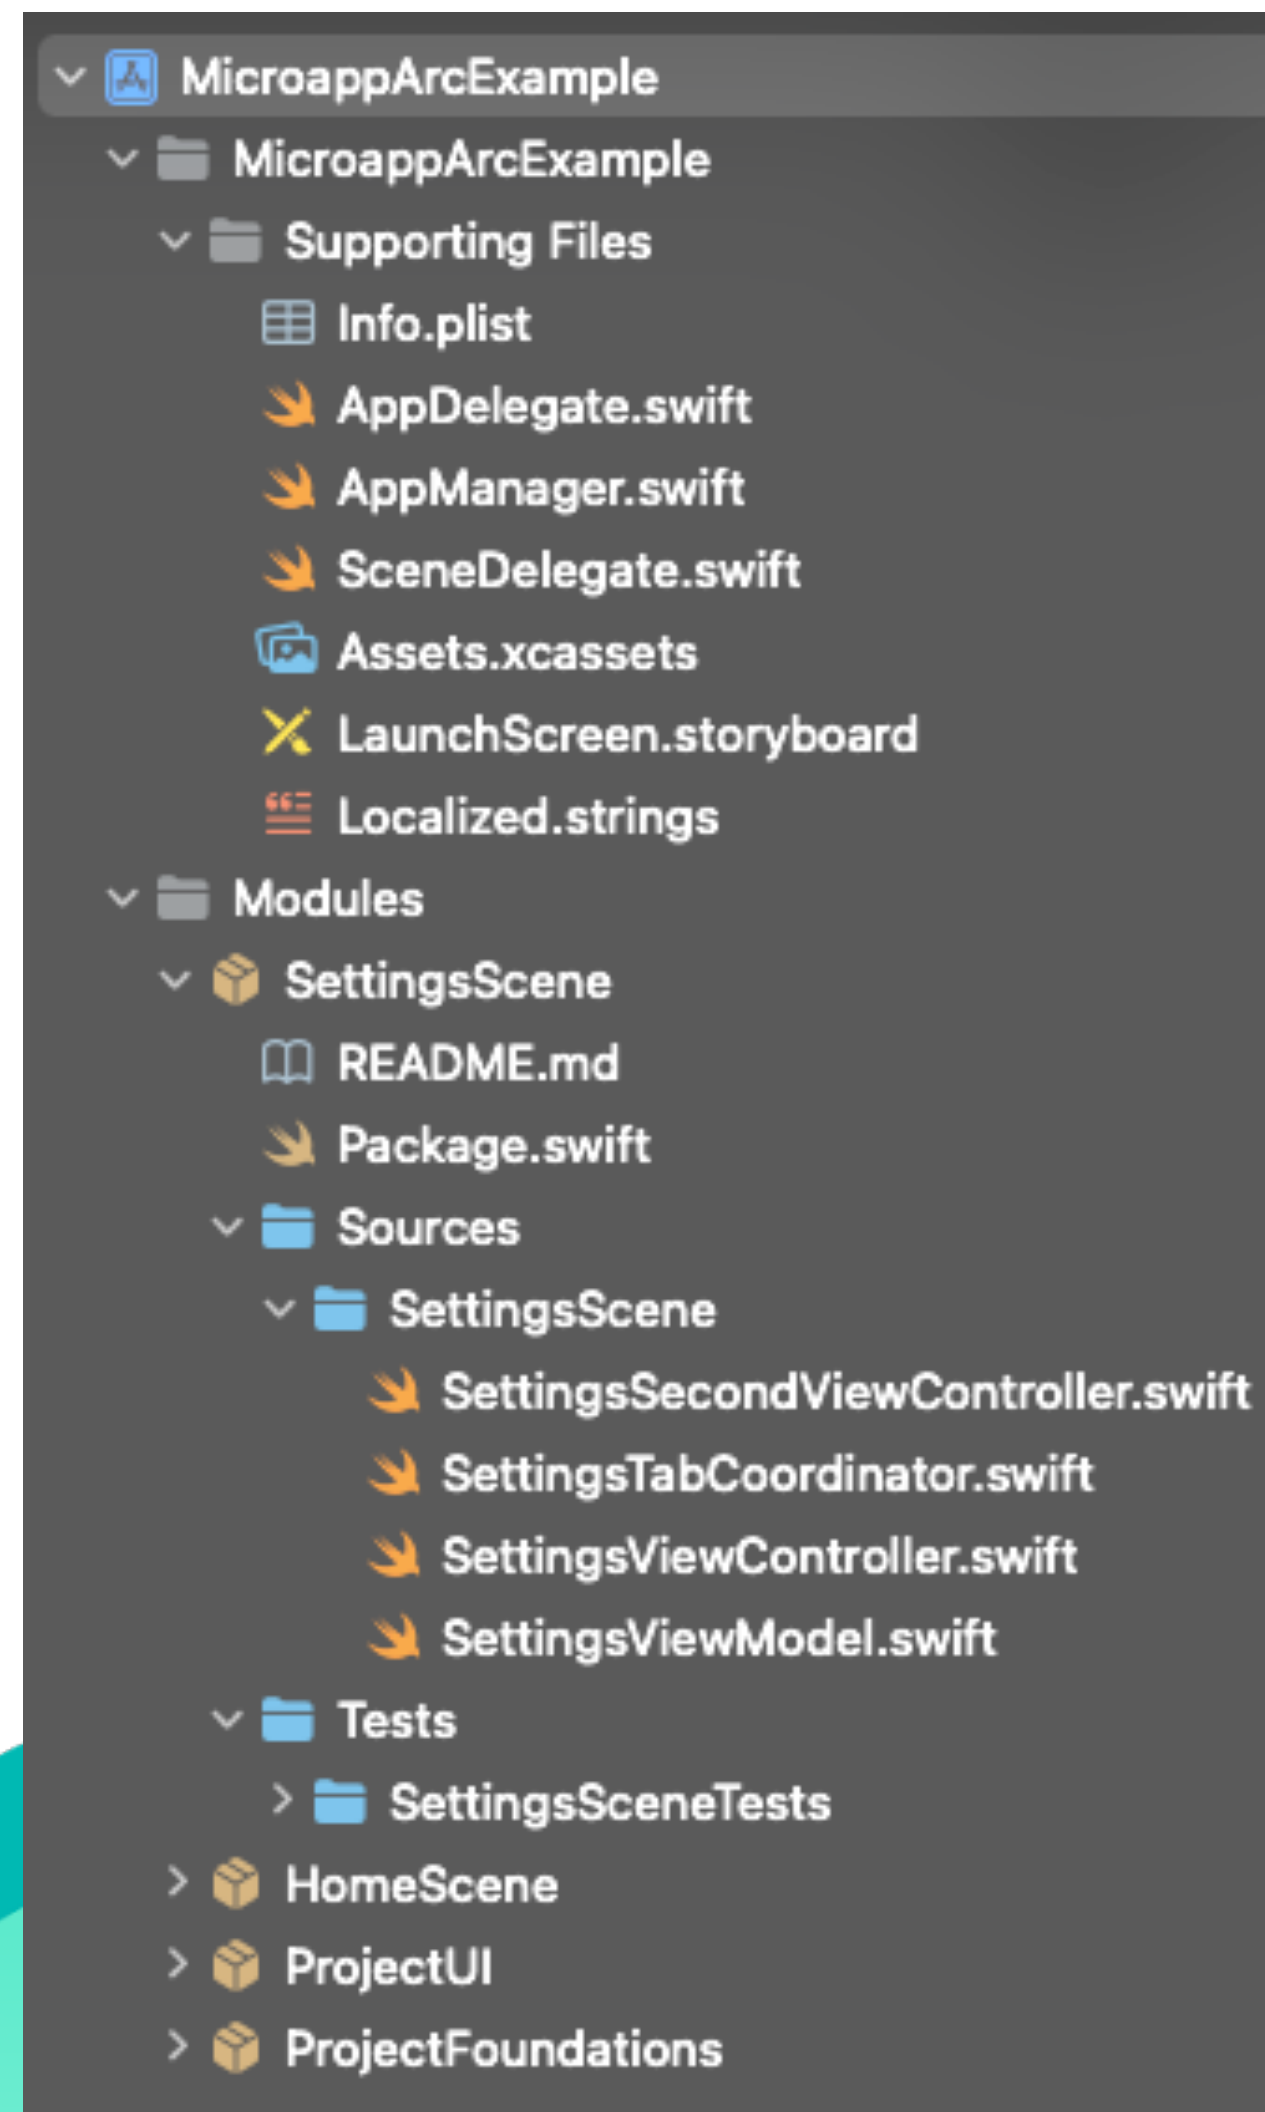 MicroappArcExample
MicroappArcExample
Supporting Files
Info.plist
AppDelegate.swift
AppManager.swift
SceneDelegate.swift
Assets.xcassets
LaunchScreen.storyboard
Localized.strings
Modules
SettingsScene
README.md
Package.swift
Sources
SettingsScene
SettingsSecondViewController.swift
SettingsTabCoordinator.swift
SettingsViewController.swift
SettingsViewModel.swift
Tests
SettingsSceneTests
HomeScene
ProjectUI
ProjectFoundations